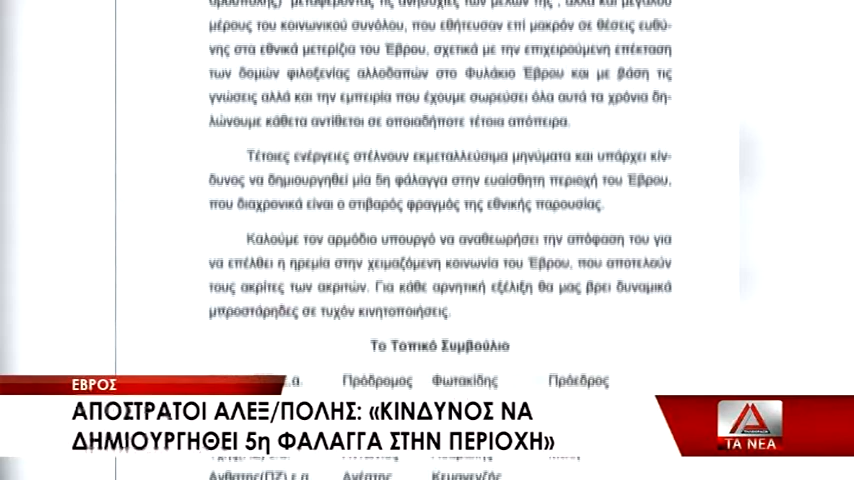 μέρους του κοινωνικού συνόλου, που εθήτευσαν επί μακρόν σε θέσεις ευθύ-
νης στα εθνικά μετερίζια του Έβρου, σχετικά με την επιχειρούμενη επέκταση
των δομών φιλοξενίας αλλοδαπών στο Φυλάκιο Έβρου και με βάση τις
γνώσεις αλλά και την εμπειρία που έχουμε σωρεύσει όλα αυτά τα χρόνια δη-
λώνουμε κάθετα αντίθετοι σε οποιαδήποτε τέτοια απόπειρα.
Τέτοιες ενέργειες στέλνουν εκμεταλλεύσιμα μηνύματα και υπάρχει κίν-
δυνος να δημιουργηθεί μία 5η φάλαγγα στην ευαίσθητη περιοχή του Έβρου,
που διαχρονικά είναι ο στιβαρός φραγμός της εθνικής παρουσίας.
Καλούμε τον αρμόδιο υπουργό να αναθεωρήσει την απόφαση του για
να επέλθει η ηρεμία στην χειμαζόμενη κοινωνία του Έβρου, που αποτελούν
τους ακρίτες των ακριτών. Για κάθε αρνητική εξέλιξη θα μας βρει δυναμικά
μπροστάρηδες σε τυχόν κινητοποιήσεις.
Το Τοπικό Συμβούλιο
ε.α. Πρόδρομος Φωτακίδης Πρόεδρος
ΕΒΡΟΣ
ΑΠΟΣΤΡΑΤΟΙ ΑΛΕΞ/ΠΟΛΗΣ: «ΚΙΝΔΥΝΟΣ ΝΑ
ΔΗΜΙΟΥΡΓΗΘΕΙ 5η ΦΑΛΑΓΓΑ ΣΤΗΝ ΠΕΡΙΟΧΗ»
ΤΑ ΝΕΑ